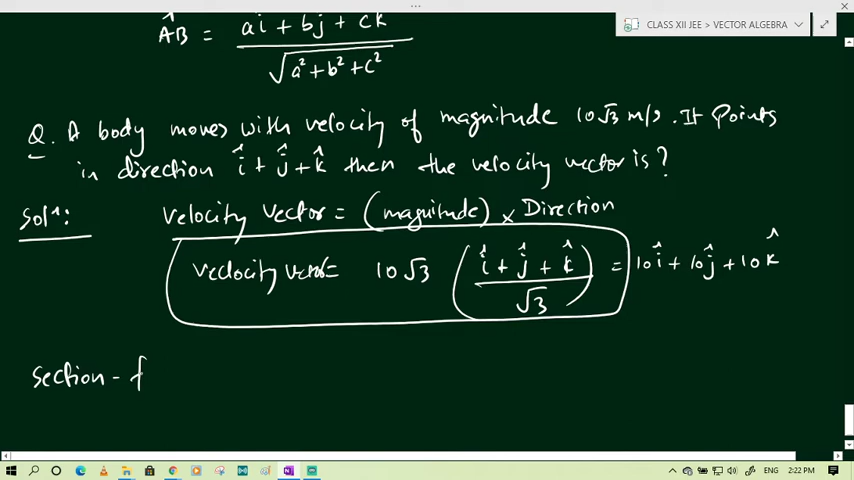 ...
CLASS XII JEE > VECTOR ALGEBRA
AB̂ = ai + bj + ck / √a² + b² + c²
Q. A body moves with velocity of magnitude 10√3 m/s. It Points
in direction î + ĵ + k̂ then the velocity vector is?
Solⁿ: velocity vector = (magnitude) × Direction
veclocity vector = 10√3 (î + ĵ + k̂ / √3) = 10î + 10ĵ + 10k̂
section - f
ENG 2:22 PM